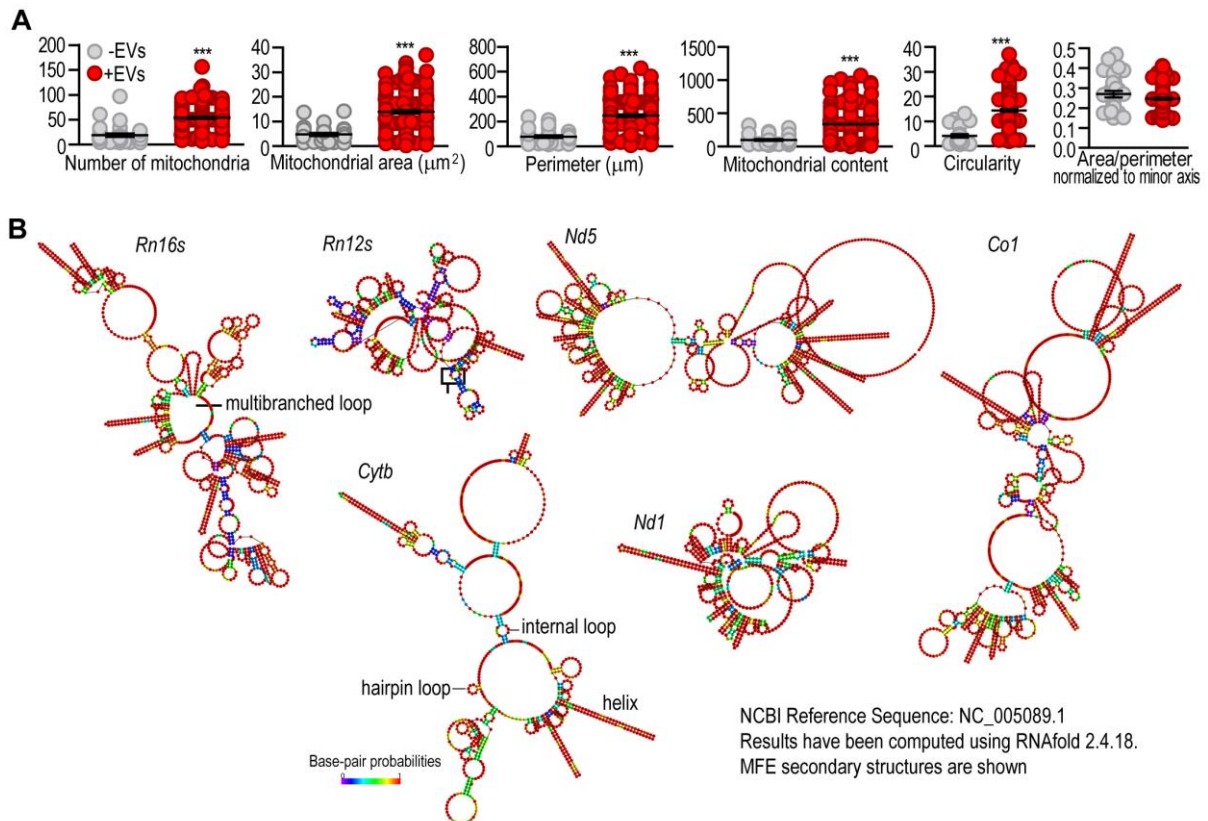 A
200
150
100
50
0
-EVs
+EVs
***
Number of mitochondria
40
30
20
10
0
***
Mitochondrial area (μm²)
800
600
400
200
0
***
Perimeter (μm)
1500
1000
500
0
***
Mitochondrial content
40
30
20
10
0
***
Circularity
0.5
0.4
0.3
0.2
0.1
0.0
Area/perimeter
normalized to minor axis
B
Rn16s
Rn12s
Nd5
Co1
multibranched loop
Cytb
Nd1
internal loop
hairpin loop
helix
NCBI Reference Sequence: NC_005089.1
Results have been computed using RNAfold 2.4.18.
MFE secondary structures are shown
Base-pair probabilities
0 1